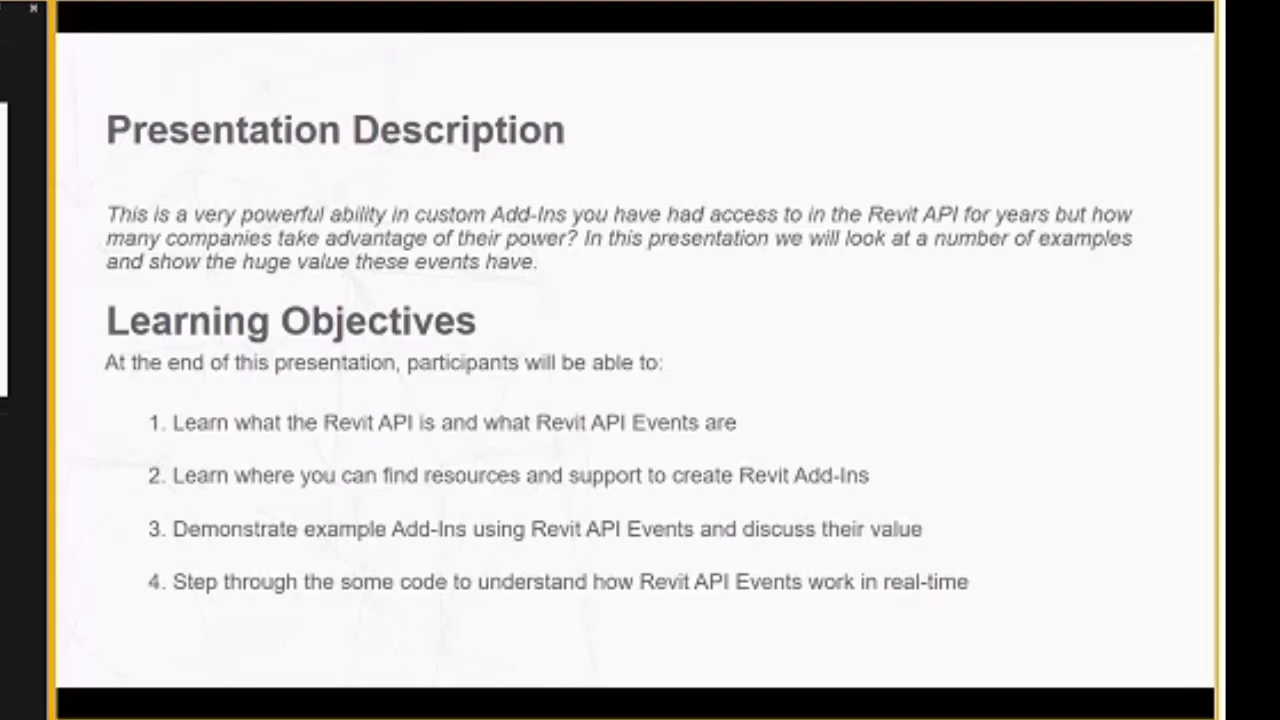 Presentation Description
This is a very powerful ability in custom Add-Ins you have had access to in the Revit API for years but how
many companies take advantage of their power? In this presentation we will look at a number of examples
and show the huge value these events have.
Learning Objectives
At the end of this presentation, participants will be able to:
1. Learn what the Revit API is and what Revit API Events are
2. Learn where you can find resources and support to create Revit Add-Ins
3. Demonstrate example Add-Ins using Revit API Events and discuss their value
4. Step through the some code to understand how Revit API Events work in real-time